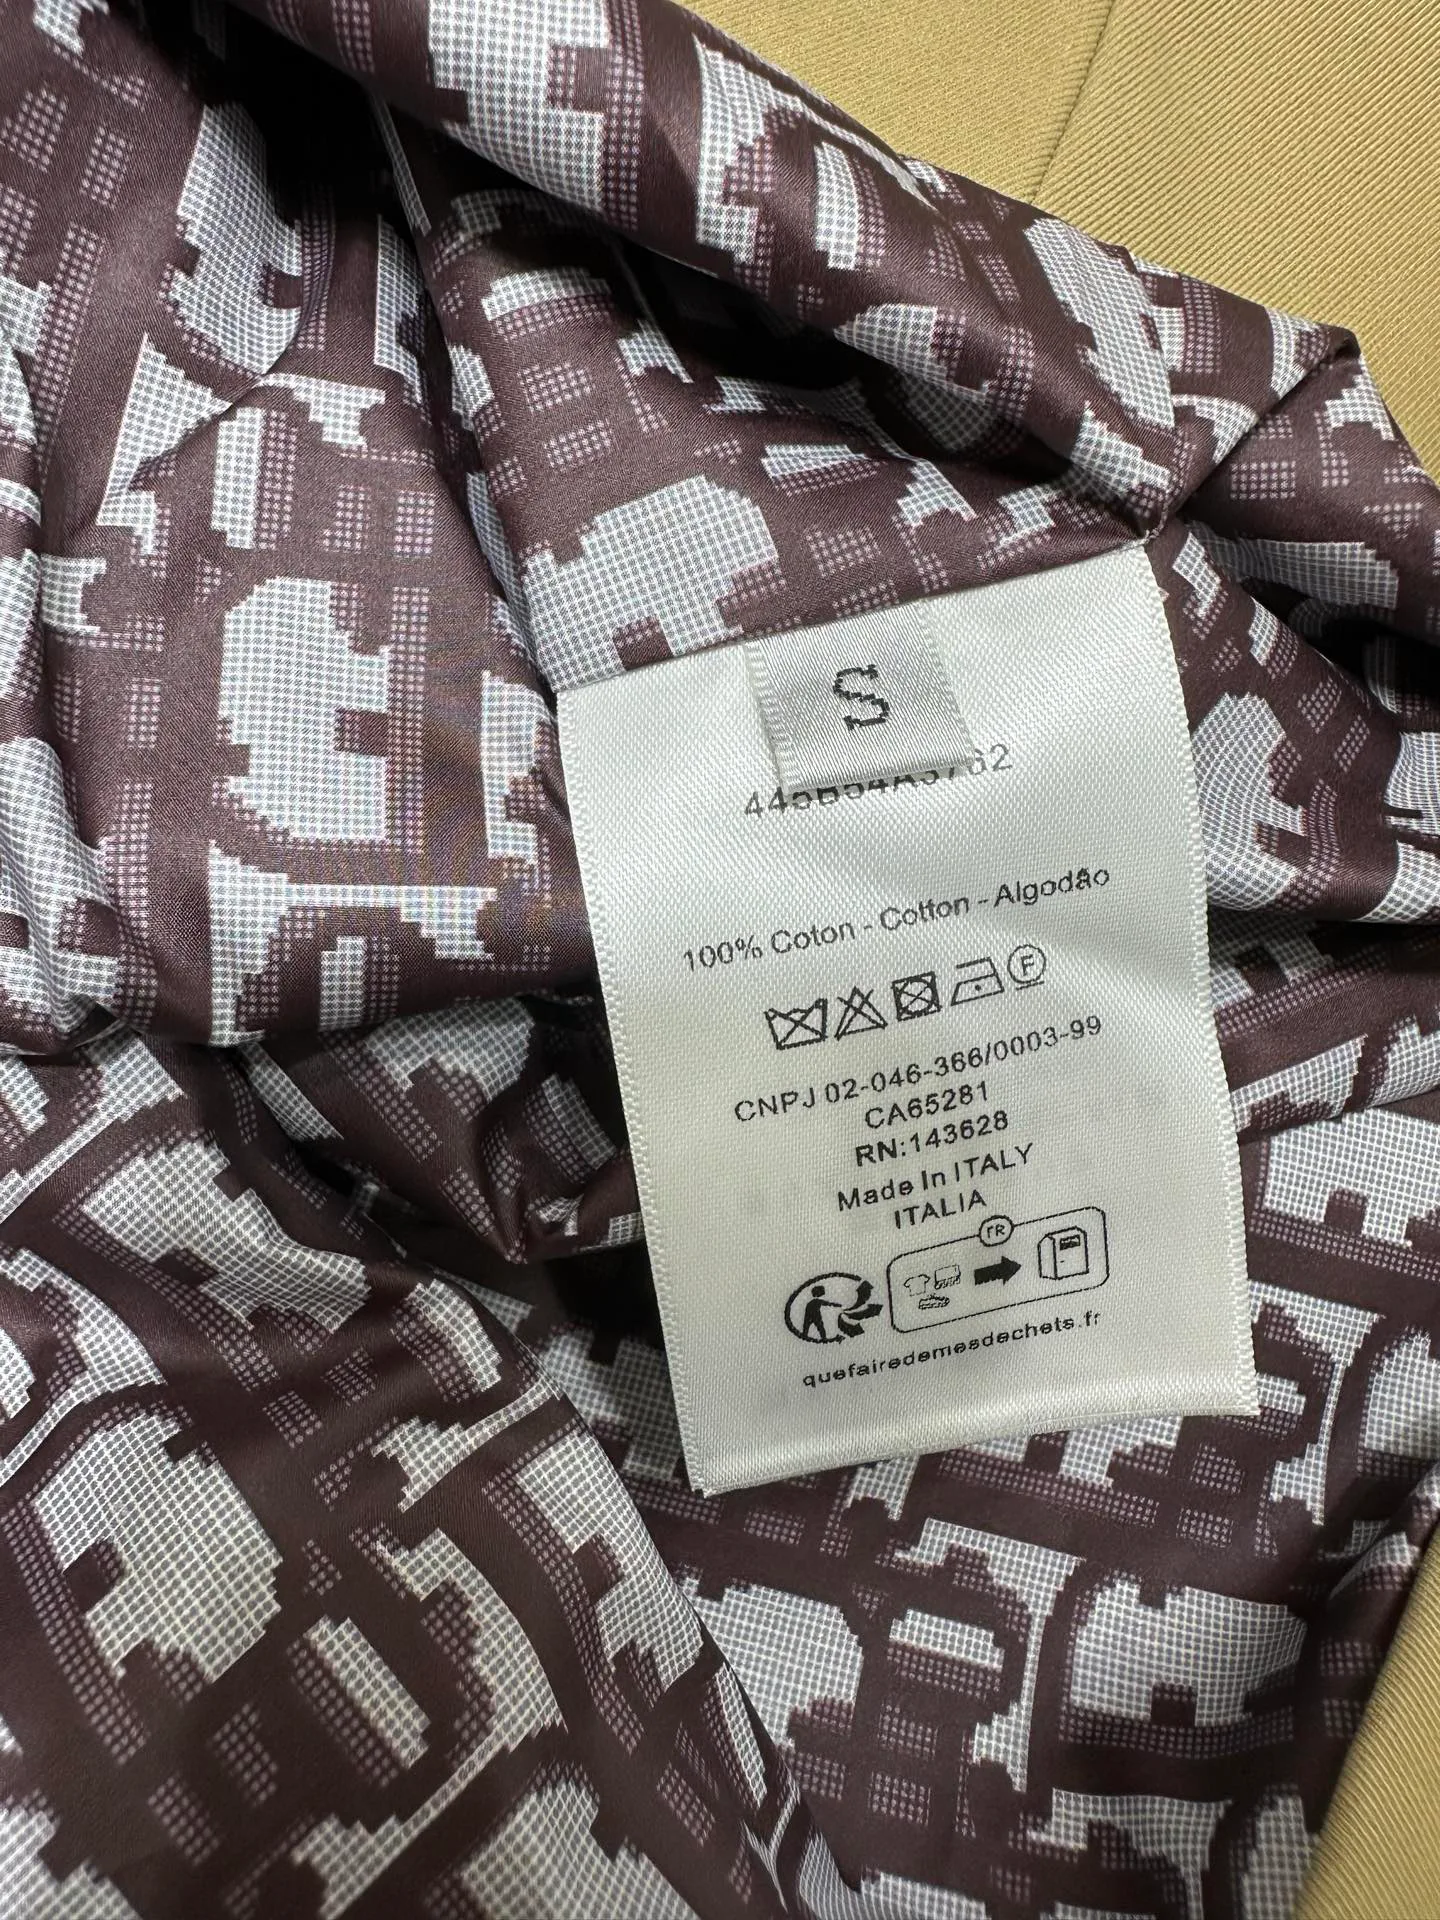 S
445B54A3762
100% Coton - Cotton - Algodão
F
CNPJ 02-046-366/0003-99
CA65281
RN:143628
Made In ITALY
ITALIA
FR
quefairedemesdechets.fr